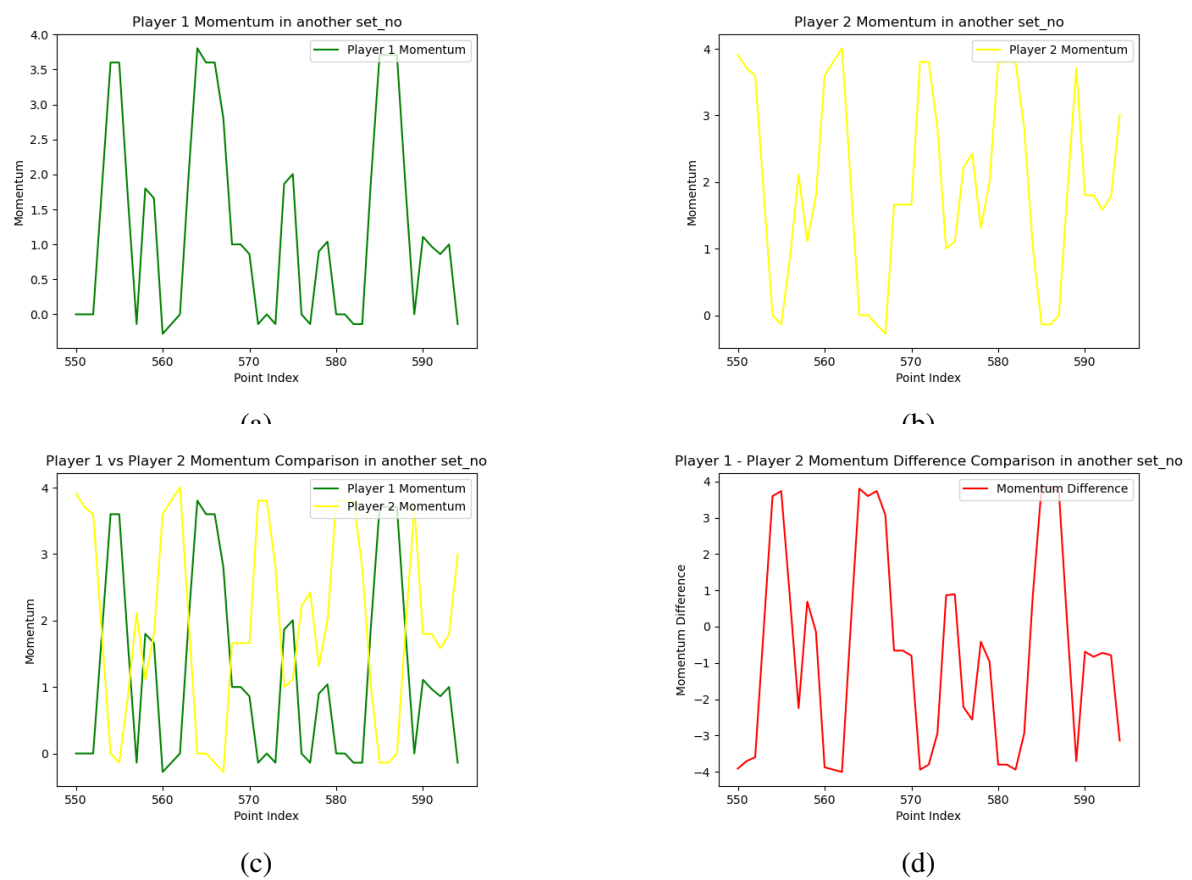 Player 1 Momentum in another set_no
Player 2 Momentum in another set_no
Player 1 Momentum
Player 2 Momentum
Momentum
4.0
3.5
3.0
2.5
2.0
1.5
1.0
0.5
0.0
550 560 570 580 590
Point Index
Momentum
4
3
2
1
0
550 560 570 580 590
Point Index
(a)
(b)
Player 1 vs Player 2 Momentum Comparison in another set_no
Player 1 - Player 2 Momentum Difference Comparison in another set_no
Player 1 Momentum
Player 2 Momentum
Momentum Difference
Momentum
4
3
2
1
0
550 560 570 580 590
Point Index
Momentum Difference
4
3
2
1
0
−1
−2
−3
−4
550 560 570 580 590
Point Index
(c)
(d)